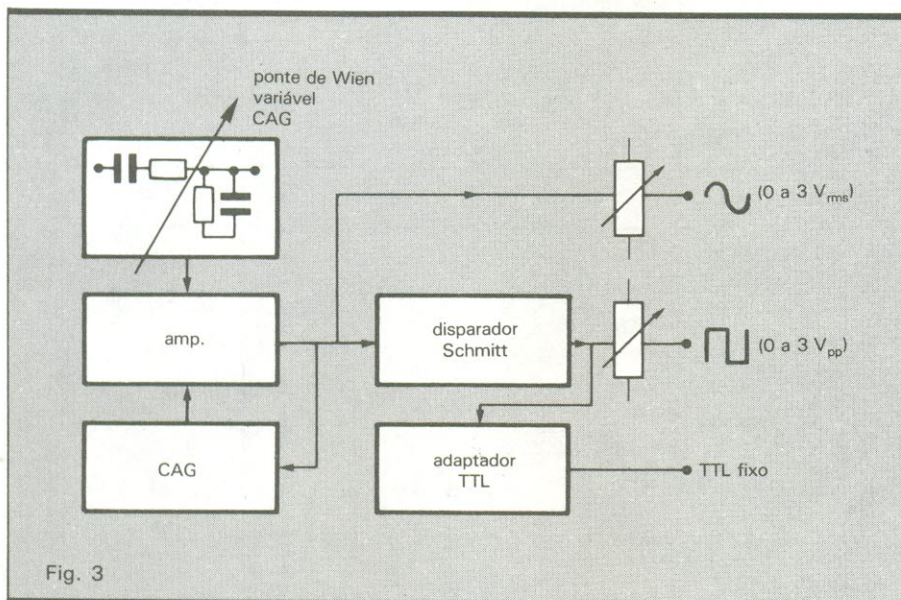 ponte de Wien
variável
CAG
(0 a 3 Vrms)
amp.
disparador
Schmitt
(0 a 3 Vpp)
CAG
adaptador
TTL
TTL fixo
Fig. 3